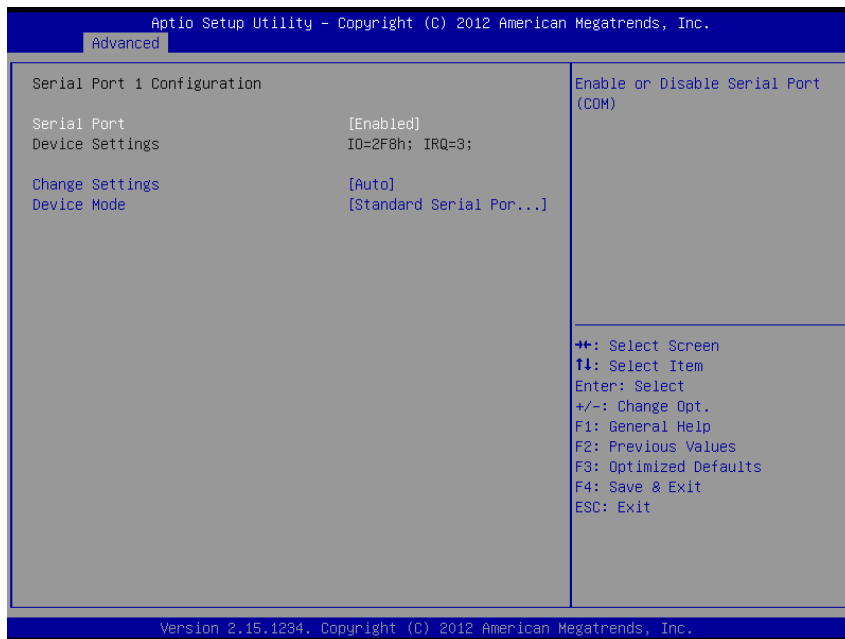 Aptio Setup Utility – Copyright (C) 2012 American Megatrends, Inc.
Advanced
Serial Port 1 Configuration
Serial Port [Enabled]
Device Settings IO=2F8h; IRQ=3;
Change Settings [Auto]
Device Mode [Standard Serial Por...]
Enable or Disable Serial Port
(COM)
→←: Select Screen
↑↓: Select Item
Enter: Select
+/-: Change Opt.
F1: General Help
F2: Previous Values
F3: Optimized Defaults
F4: Save & Exit
ESC: Exit
Version 2.15.1234. Copyright (C) 2012 American Megatrends, Inc.